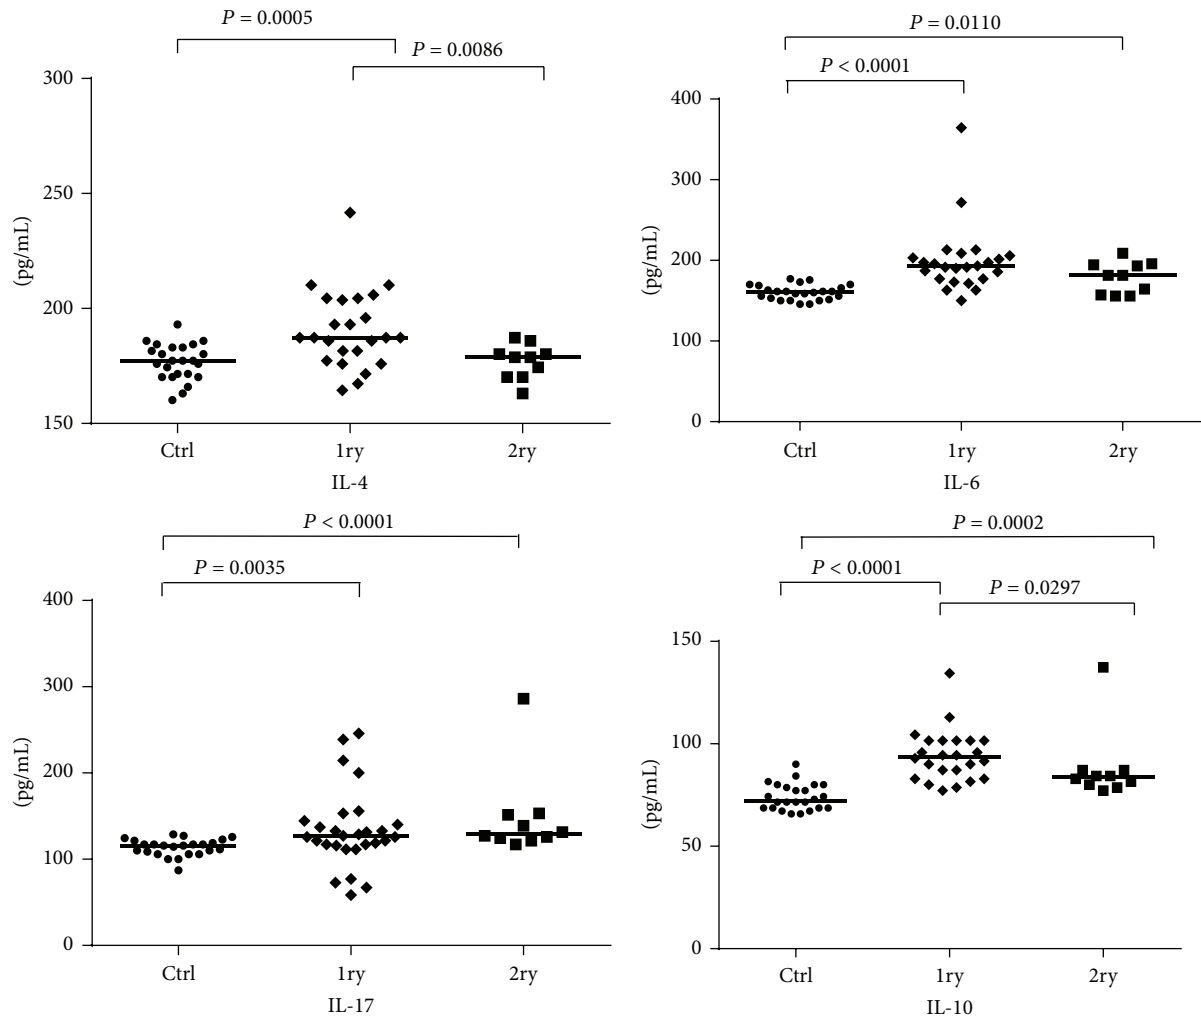 P = 0.0005
P = 0.0086
300
250
200
150
(pg/mL)
Ctrl
1ry
2ry
IL-4
P = 0.0110
P < 0.0001
400
300
200
100
0
(pg/mL)
Ctrl
1ry
2ry
IL-6
P < 0.0001
P = 0.0035
400
300
200
100
0
(pg/mL)
Ctrl
1ry
2ry
IL-17
P = 0.0002
P < 0.0001
P = 0.0297
150
100
50
0
(pg/mL)
Ctrl
1ry
2ry
IL-10